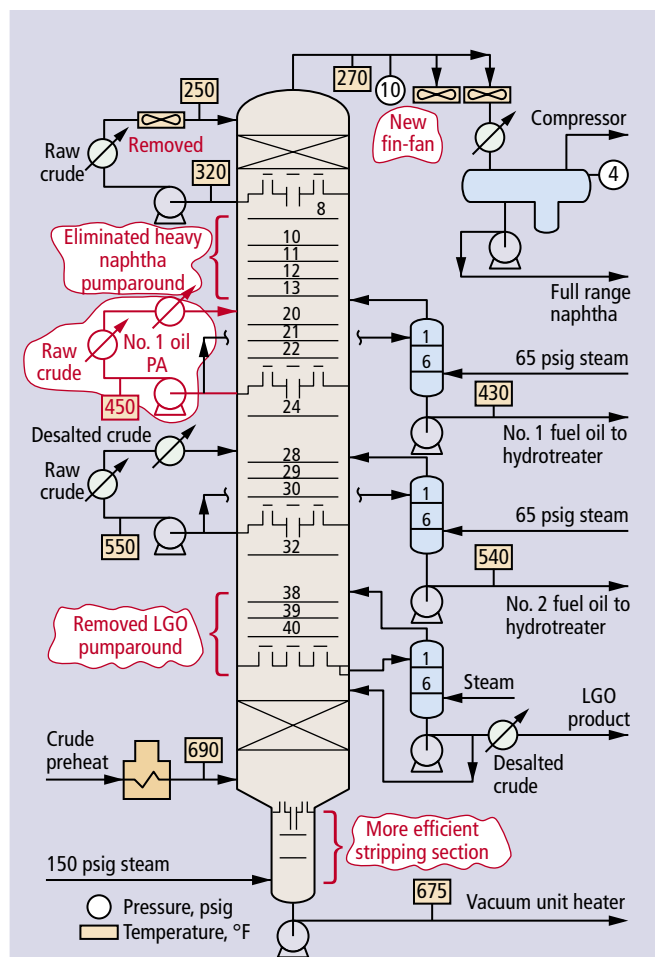 250
270
10
New
fin-fan
Compressor
Removed
Raw
crude
320
4
8
Eliminated heavy
naphtha
pumparound
10
11
12
13
Full range
naphtha
20
21
22
No. 1 oil
PA
Raw
crude
1
6
65 psig steam
450
24
430
No. 1 fuel oil to
hydrotreater
Desalted crude
Raw
crude
28
29
30
1
6
65 psig steam
550
32
540
No. 2 fuel oil to
hydrotreater
38
39
40
Removed LGO
pumparound
1
6
Steam
LGO
product
Desalted
crude
Crude
preheat
690
More efficient
stripping section
150 psig steam
675
Vacuum unit heater
Pressure, psig
Temperature, °F